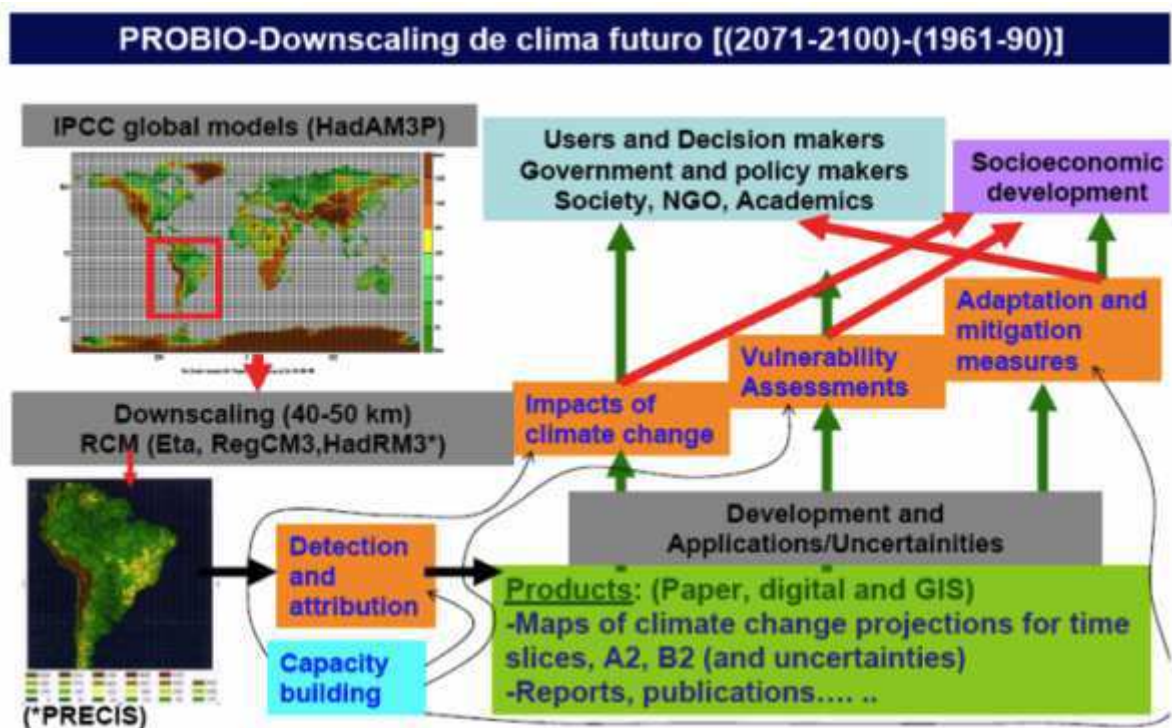 PROBIO-Downscaling de clima futuro [(2071-2100)-(1961-90)]
IPCC global models (HadAM3P)
Users and Decision makers
Government and policy makers
Society, NGO, Academics
Socioeconomic
development
Adaptation and
mitigation
measures
Vulnerability
Assessments
Impacts of
climate change
Downscaling (40-50 km)
RCM (Eta, RegCM3,HadRM3*)
Development and
Applications/Uncertainities
Detection
and
attribution
Products: (Paper, digital and GIS)
-Maps of climate change projections for time
slices, A2, B2 (and uncertainties)
-Reports, publications…. ..
Capacity
building
(*PRECIS)